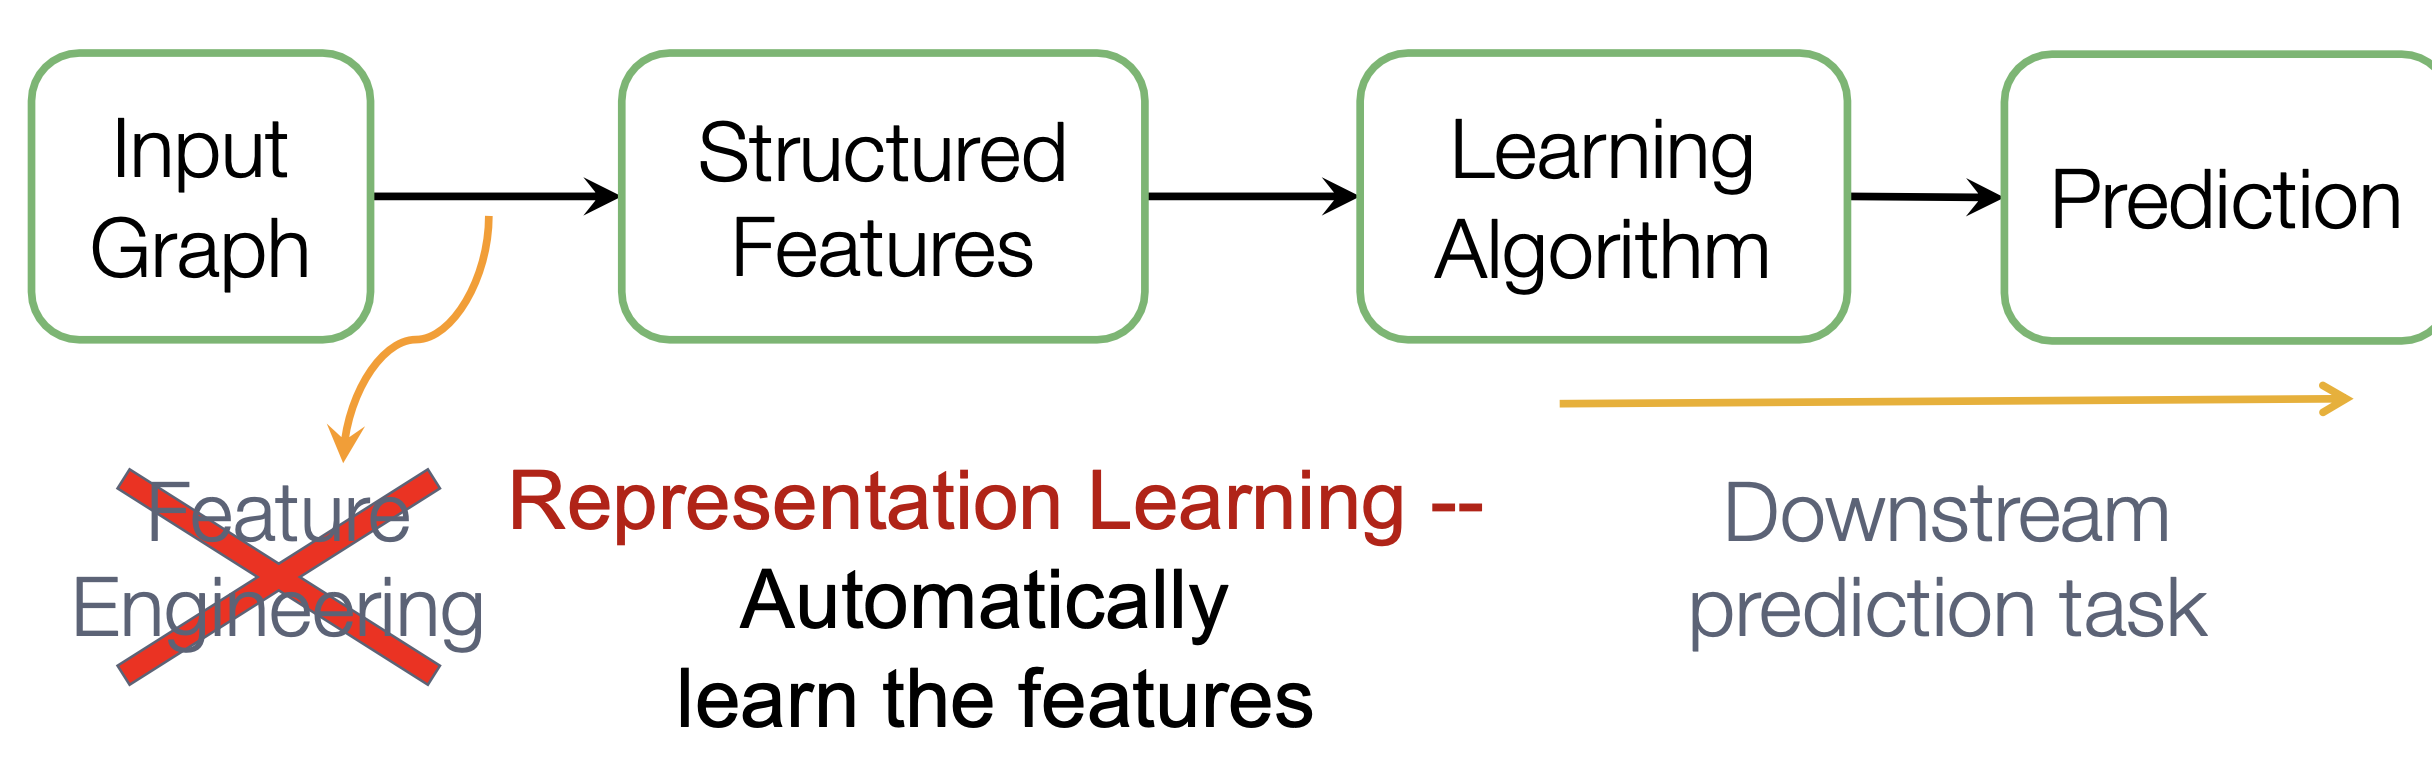 Input
Graph
Structured
Features
Learning
Algorithm
Prediction
Feature
Engineering
Representation Learning --
Automatically
learn the features
Downstream
prediction task